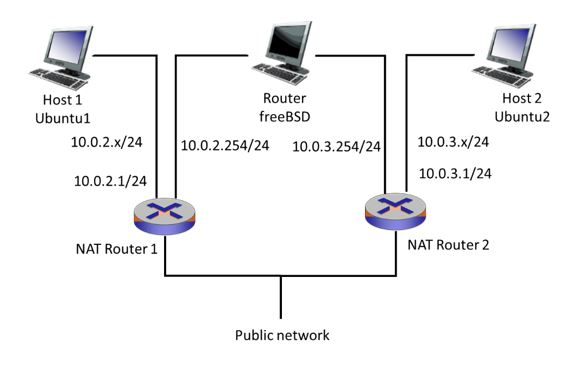 Host 1
Ubuntu1
Router
freeBSD
Host 2
Ubuntu2
10.0.2.x/24
10.0.2.254/24
10.0.3.254/24
10.0.3.x/24
10.0.2.1/24
10.0.3.1/24
NAT Router 1
NAT Router 2
Public network